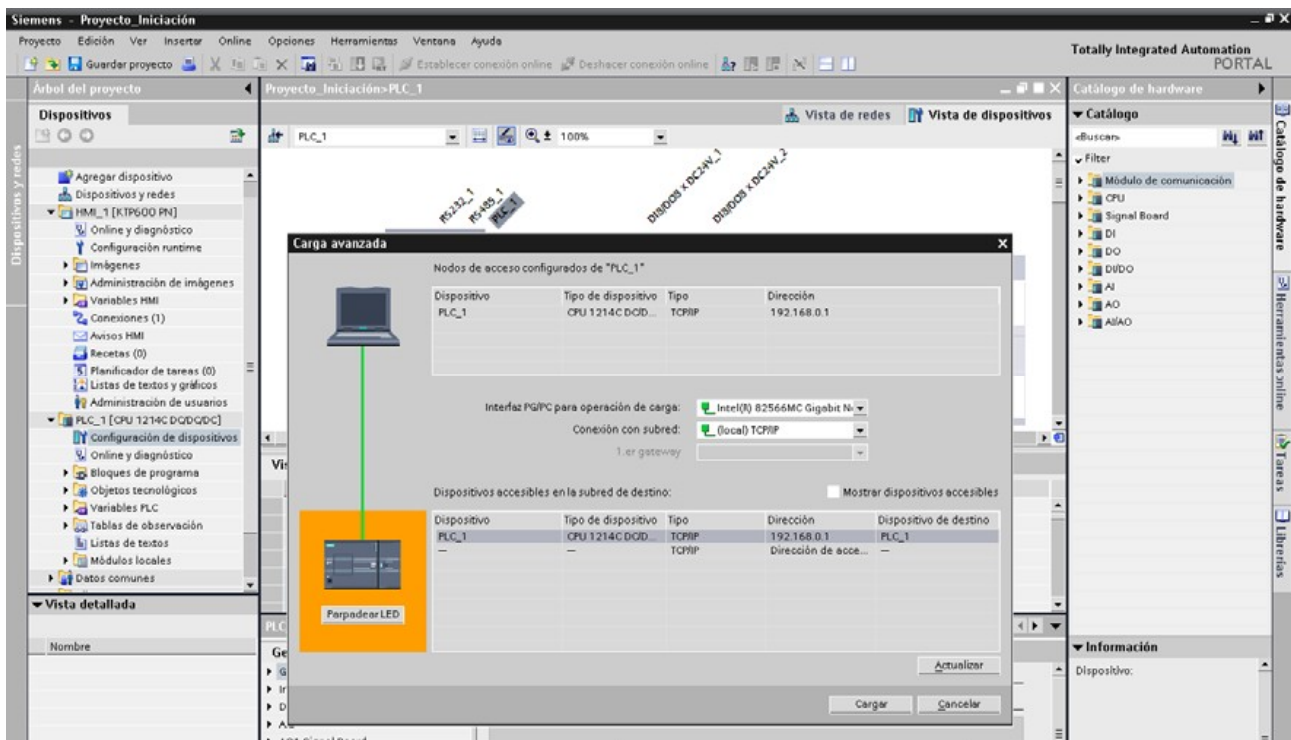 Siemens - Proyecto_Iniciación
Proyecto Edición Ver Insertar Online Opciones Herramientas Ventana Ayuda
Totally Integrated Automation
PORTAL
Guardar proyecto Establecer conexión online Deshacer conexión online
Árbol del proyecto
Proyecto_Iniciación>PLC_1
Catálogo de hardware
Dispositivos
Vista de redes Vista de dispositivos
Catálogo
PLC_1 100%
<Buscar>
Filter
Dispositivos y redes
Agregar dispositivo
Dispositivos y redes
HMI_1 [KTP600 PN]
Online y diagnóstico
Configuración runtime
Imágenes
Administración de imágenes
Variables HMI
Conexiones (1)
Avisos HMI
Recetas (0)
Planificador de tareas (0)
Listas de textos y gráficos
Administración de usuarios
PLC_1 [CPU 1214C DC/DC/DC]
Configuración de dispositivos
Online y diagnóstico
Bloques de programa
Objetos tecnológicos
Variables PLC
Tablas de observación
Listas de textos
Módulos locales
Datos comunes
Vista detallada
Nombre
RS232_1
RS485_1
PLC_1
DI8/DO8 x DC24V_1
DI8/DO8 x DC24V_2
Carga avanzada
Nodos de acceso configurados de "PLC_1"
Dispositivo Tipo de dispositivo Tipo Dirección
PLC_1 CPU 1214C DC/D... TCP/IP 192.168.0.1
Interfaz PG/PC para operación de carga: Intel(R) 82566MC Gigabit N
Conexión con subred: (local) TCP/IP
1.er gateway
Dispositivos accesibles en la subred de destino: Mostrar dispositivos accesibles
Dispositivo Tipo de dispositivo Tipo Dirección Dispositivo de destino
PLC_1 CPU 1214C DC/D... TCP/IP 192.168.0.1 PLC_1
— — TCP/IP Dirección de acce... —
Parpadear LED
Actualizar
Cargar Cancelar
Módulo de comunicación
CPU
Signal Board
DI
DO
DI/DO
AI
AO
AI/AO
Información
Dispositivo:
Catálogo de hardware
Herramientas online
Tareas
Librerías